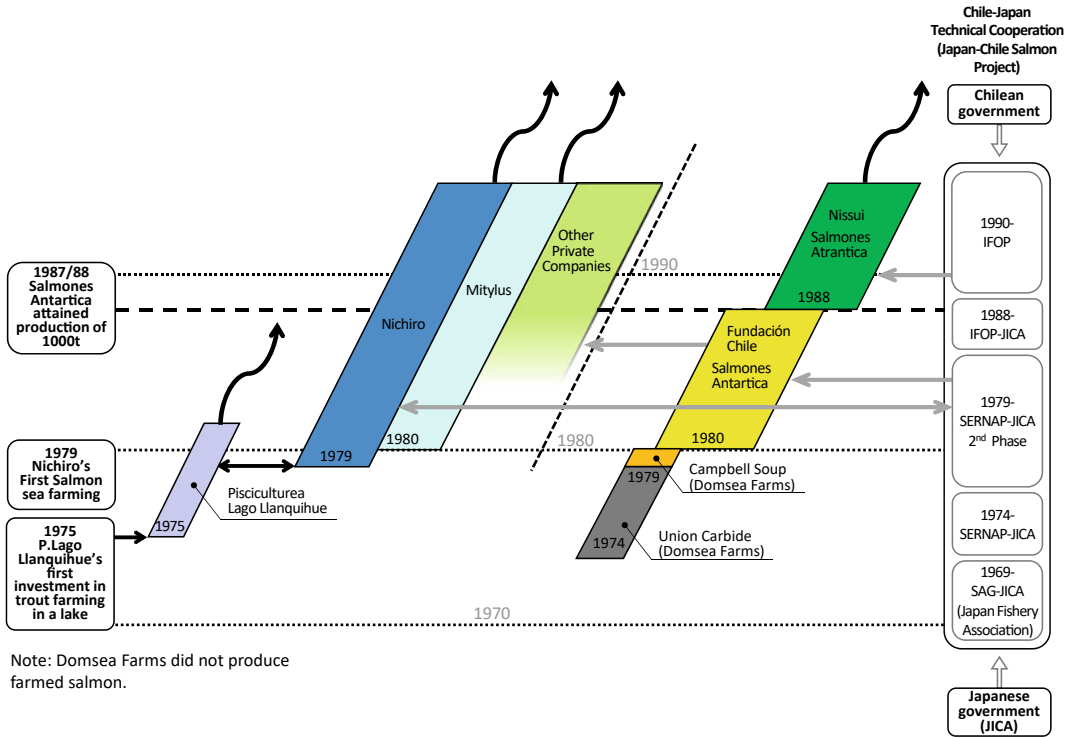 Chile-Japan
Technical Cooperation
(Japan-Chile Salmon
Project)
Chilean
government
1990-
IFOP
1988-
IFOP-JICA
1979-
SERNAP-JICA
2nd Phase
1974-
SERNAP-JICA
1969-
SAG-JICA
(Japan Fishery
Association)
Japanese
government
(JICA)
1987/88
Salmones
Antartica
attained
production of
1000t
1979
Nichiro's
First Salmon
sea farming
1975
P.Lago
Llanquihue's
first
investment in
trout farming
in a lake
1975
Pisciculturea
Lago Llanquihue
Nichiro
1979
Mitylus
1980
Other
Private
Companies
1990
1980
1970
Nissui
Salmones
Atrantica
1988
Fundación
Chile
Salmones
Antartica
1980
1979
Campbell Soup
(Domsea Farms)
1974
Union Carbide
(Domsea Farms)
Note: Domsea Farms did not produce
farmed salmon.